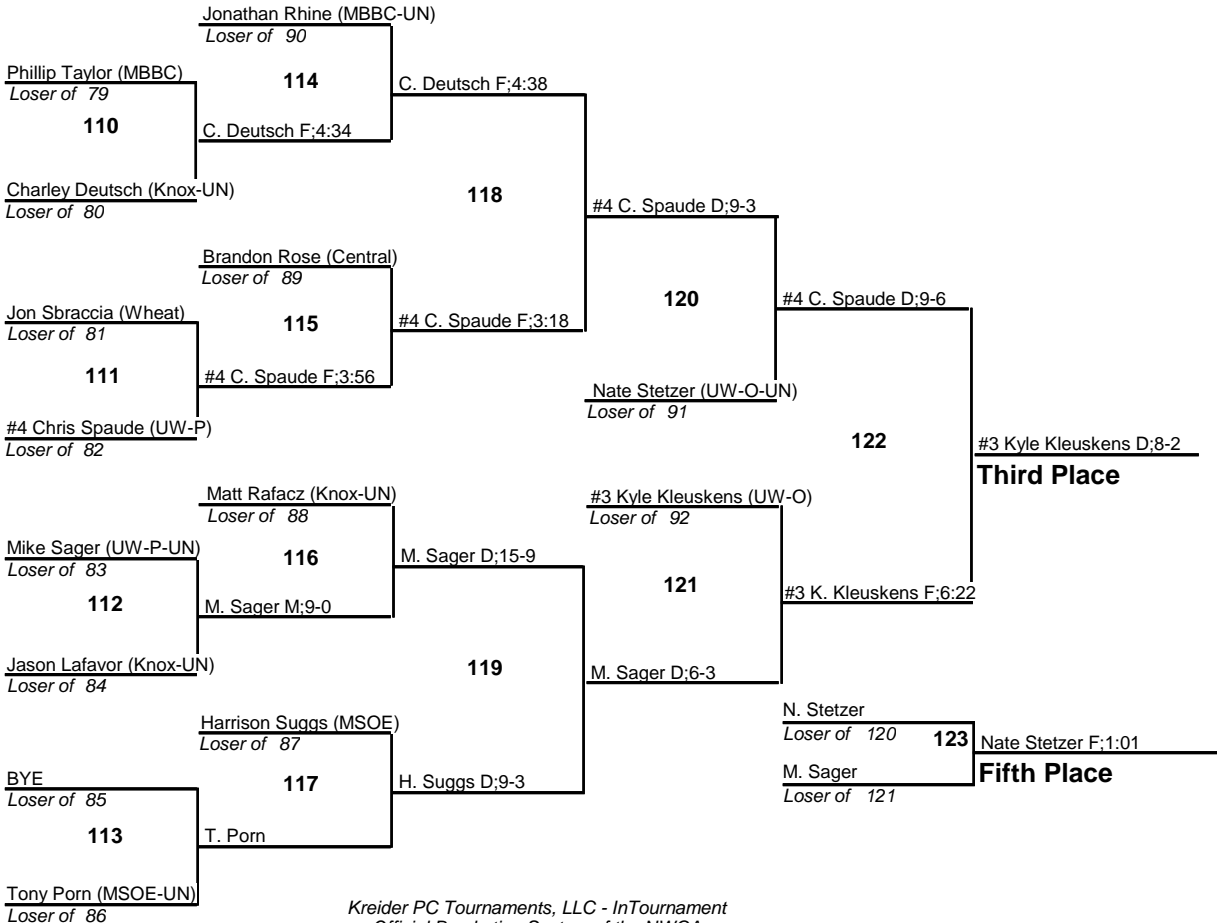 Jonathan Rhine (MBBC-UN)
Loser of 90
Phillip Taylor (MBBC)
Loser of 79
114
C. Deutsch F;4:38
110
C. Deutsch F;4:34
Charley Deutsch (Knox-UN)
Loser of 80
118
#4 C. Spaude D;9-3
Brandon Rose (Central)
Loser of 89
Jon Sbraccia (Wheat)
Loser of 81
115
#4 C. Spaude F;3:18
120
#4 C. Spaude D;9-6
111
#4 C. Spaude F;3:56
Nate Stetzer (UW-O-UN)
Loser of 91
#4 Chris Spaude (UW-P)
Loser of 82
122
#3 Kyle Kleuskens D;8-2
Third Place
Matt Rafacz (Knox-UN)
Loser of 88
#3 Kyle Kleuskens (UW-O)
Loser of 92
Mike Sager (UW-P-UN)
Loser of 83
116
M. Sager D;15-9
121
#3 K. Kleuskens F;6:22
112
M. Sager M;9-0
Jason Lafavor (Knox-UN)
Loser of 84
119
M. Sager D;6-3
Harrison Suggs (MSOE)
Loser of 87
N. Stetzer
Loser of 120
123
Nate Stetzer F;1:01
Fifth Place
M. Sager
Loser of 121
BYE
Loser of 85
117
H. Suggs D;9-3
113
T. Porn
Tony Porn (MSOE-UN)
Loser of 86
Kreider PC Tournaments, LLC - InTournament